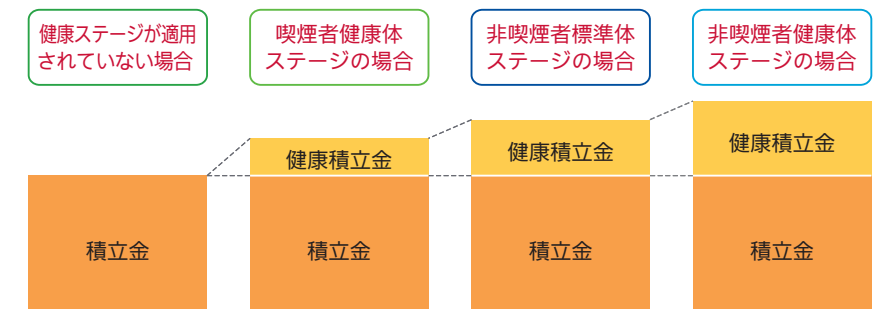 健康ステージが適用
されていない場合
喫煙者健康体
ステージの場合
非喫煙者標準体
ステージの場合
非喫煙者健康体
ステージの場合
健康積立金
健康積立金
健康積立金
積立金
積立金
積立金
積立金